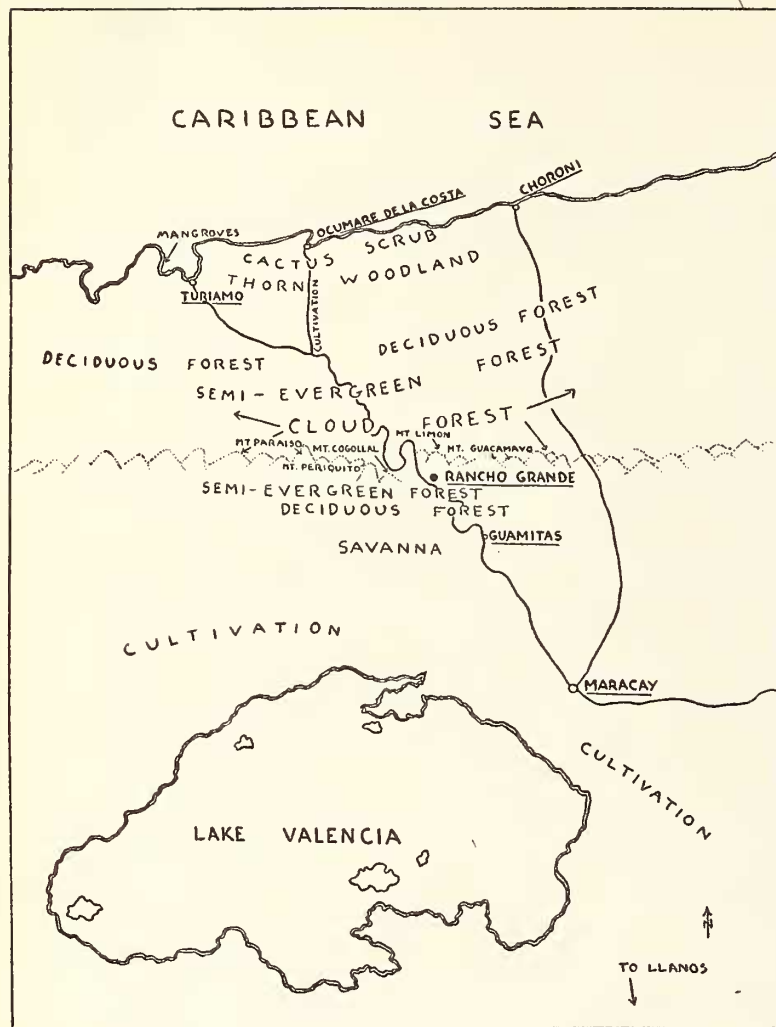 CARIBBEAN SEA
CHORONI
OCUMARE DE LA COSTA
MANGROVES
SCRUB
CACTUS
WOODLAND
THORN
TURIAMO
CULTIVATION
DECIDUOUS FOREST
DECIDUOUS FOREST
FOREST
SEMI-EVERGREEN
CLOUD FOREST
MT LIMON
MT PARAISO
MT. COGOLLAL
MT. GUACAMAYO
MT. PERIQUITO
RANCHO GRANDE
SEMI-EVERGREEN FOREST
DECIDUOUS FOREST
GUAMITAS
SAVANNA
CULTIVATION
MARACAY
CULTIVATION
LAKE VALENCIA
N
TO LLANOS